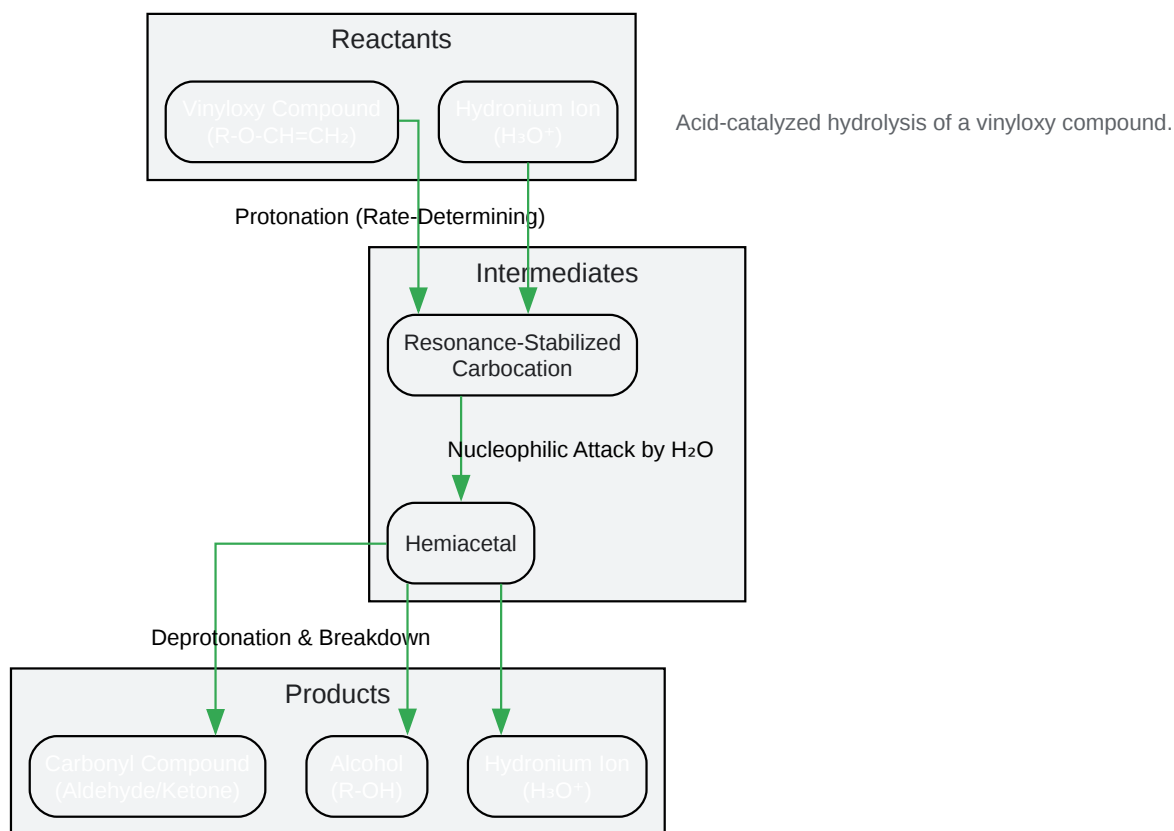 Reactants
Vinyloxy Compound
(R-O-CH=CH₂)
Hydronium Ion
(H₃O⁺)
Acid-catalyzed hydrolysis of a vinyloxy compound.
Protonation (Rate-Determining)
Intermediates
Resonance-Stabilized
Carbocation
Nucleophilic Attack by H₂O
Hemiacetal
Deprotonation & Breakdown
Products
Carbonyl Compound
(Aldehyde/Ketone)
Alcohol
(R-OH)
Hydronium Ion
(H₃O⁺)